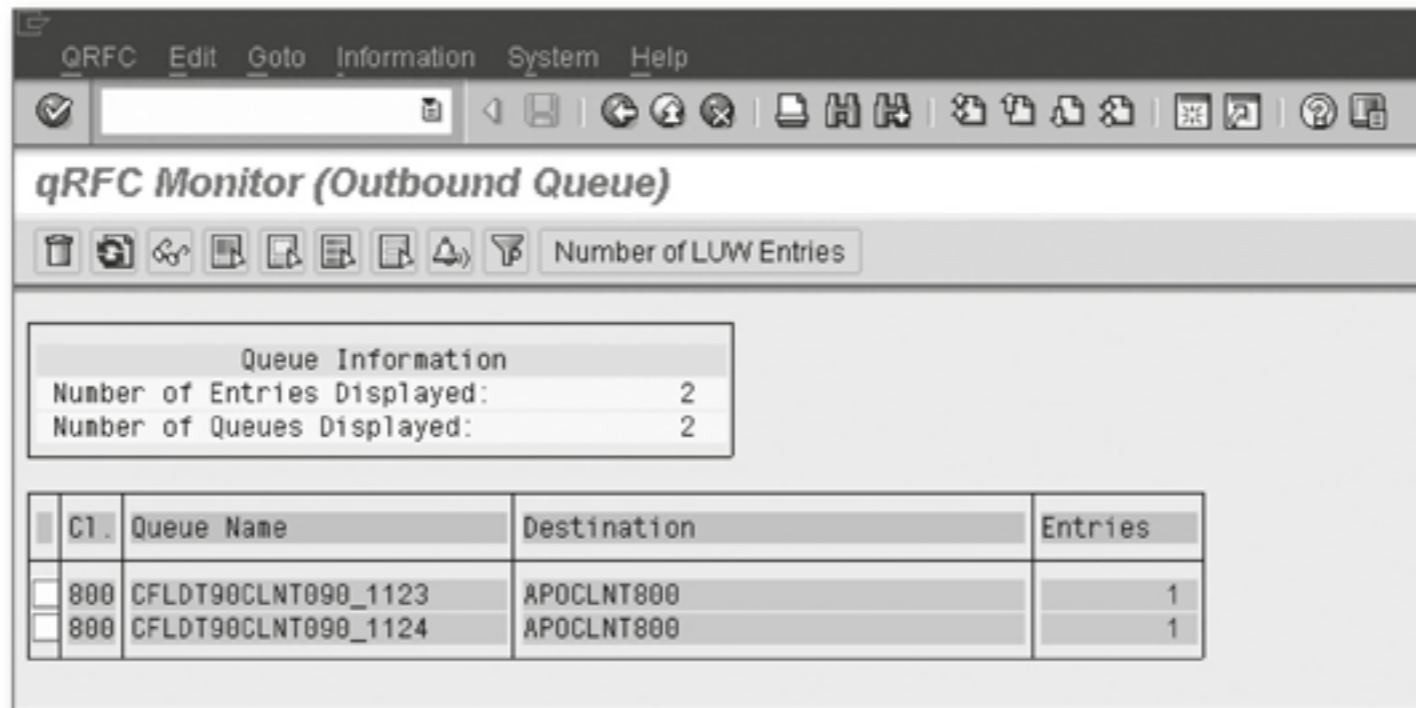 QRFC Edit Goto Information System Help
qRFC Monitor (Outbound Queue)
Number of LUW Entries
Queue Information
Number of Entries Displayed: 2
Number of Queues Displayed: 2
Cl. Queue Name Destination Entries
800 CFLDT90CLNT090_1123 APOCLNT800 1
800 CFLDT90CLNT090_1124 APOCLNT800 1